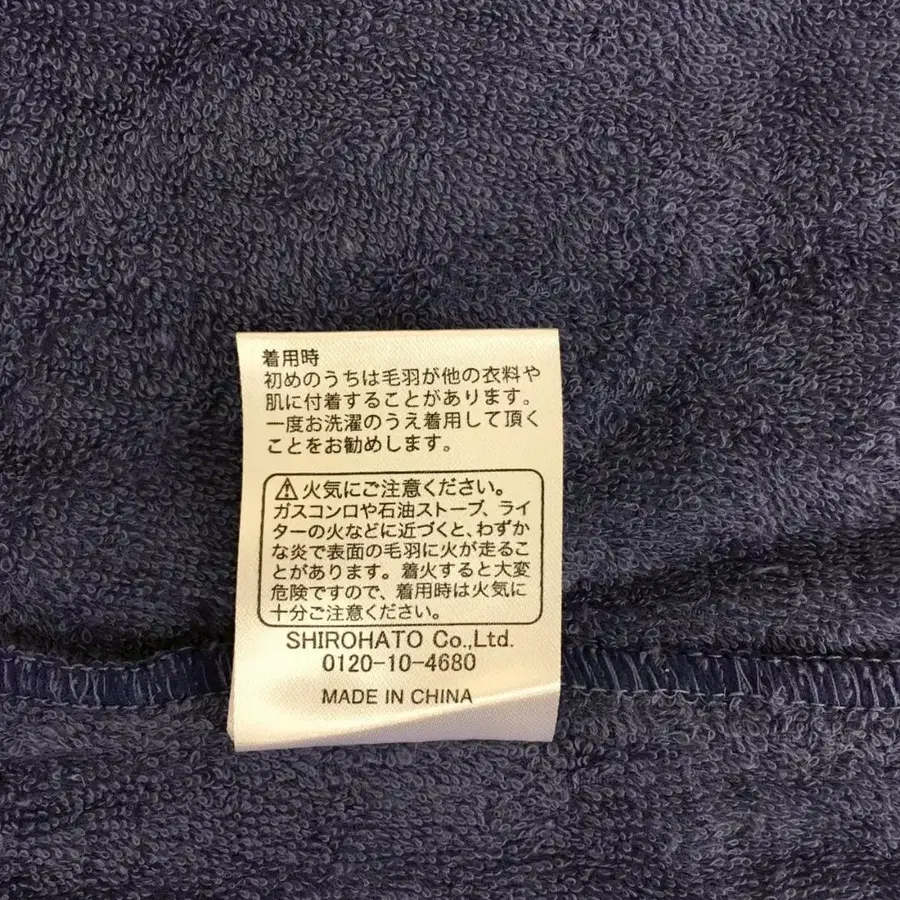 着用時
初めのうちは毛羽が他の衣料や
肌に付着することがあります。
一度お洗濯のうえ着用して頂く
ことをお勧めします。
⚠火気にご注意ください。
ガスコンロや石油ストーブ、ライ
ターの火などに近づくと、わずか
な炎で表面の毛羽に火が走るこ
とがあります。着火すると大変
危険ですので、着用時は火気に
十分ご注意ください。
SHIROHATO Co.,Ltd.
0120-10-4680
MADE IN CHINA